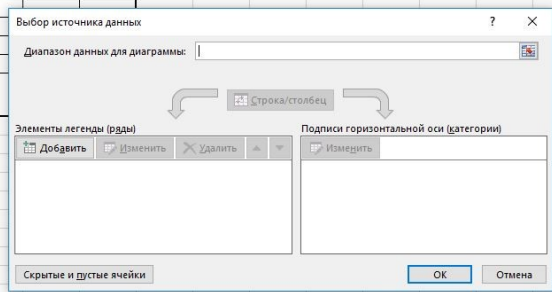 Выбор источника данных ? ×
Диапазон данных для диаграммы:
Строка/столбец
Элементы легенды (ряды)
Подписи горизонтальной оси (категории)
Добавить Изменить Удалить
Изменить
Скрытые и пустые ячейки
ОК Отмена